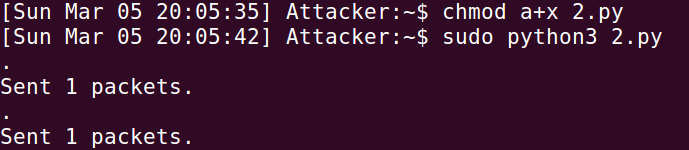 [Sun Mar 05 20:05:35] Attacker:~$ chmod a+x 2.py
[Sun Mar 05 20:05:42] Attacker:~$ sudo python3 2.py
.
Sent 1 packets.
.
Sent 1 packets.